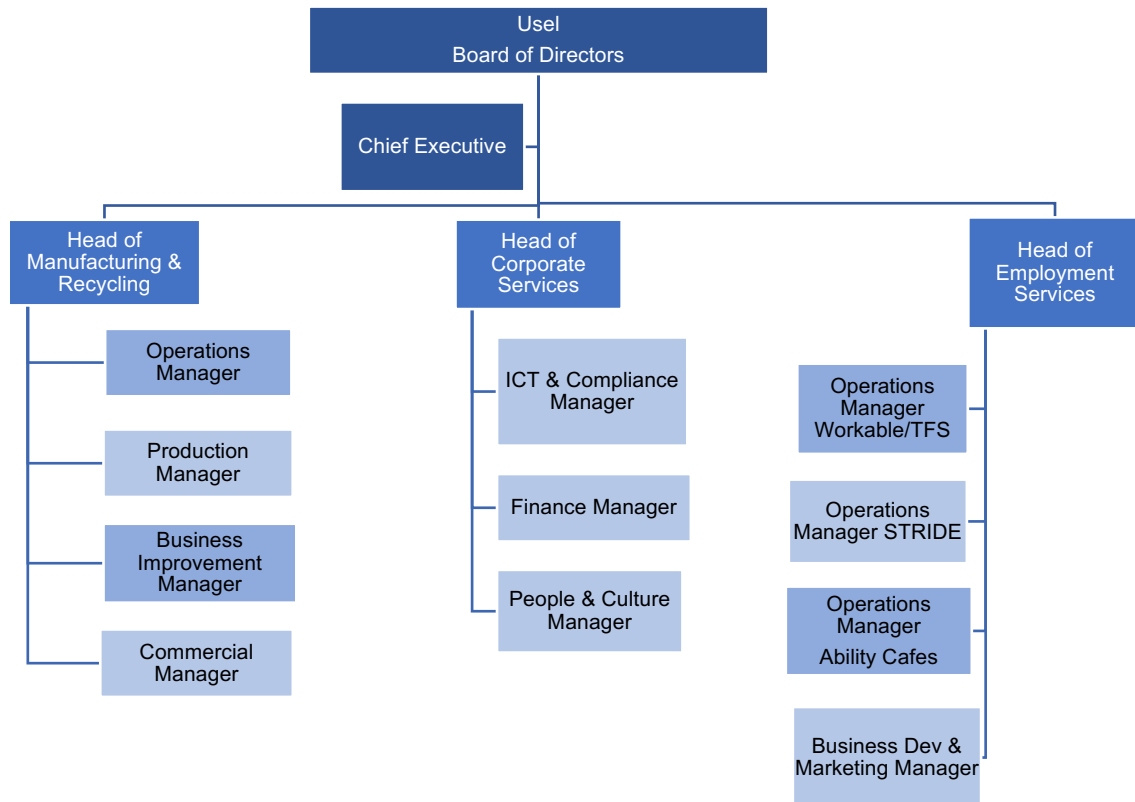 Usel
Board of Directors
Chief Executive
Head of
Manufacturing &
Recycling
Operations
Manager
Production
Manager
Business
Improvement
Manager
Commercial
Manager
Head of
Corporate
Services
ICT & Compliance
Manager
Finance Manager
People & Culture
Manager
Head of
Employment
Services
Operations
Manager
Workable/TFS
Operations
Manager STRIDE
Operations
Manager
Ability Cafes
Business Dev &
Marketing Manager